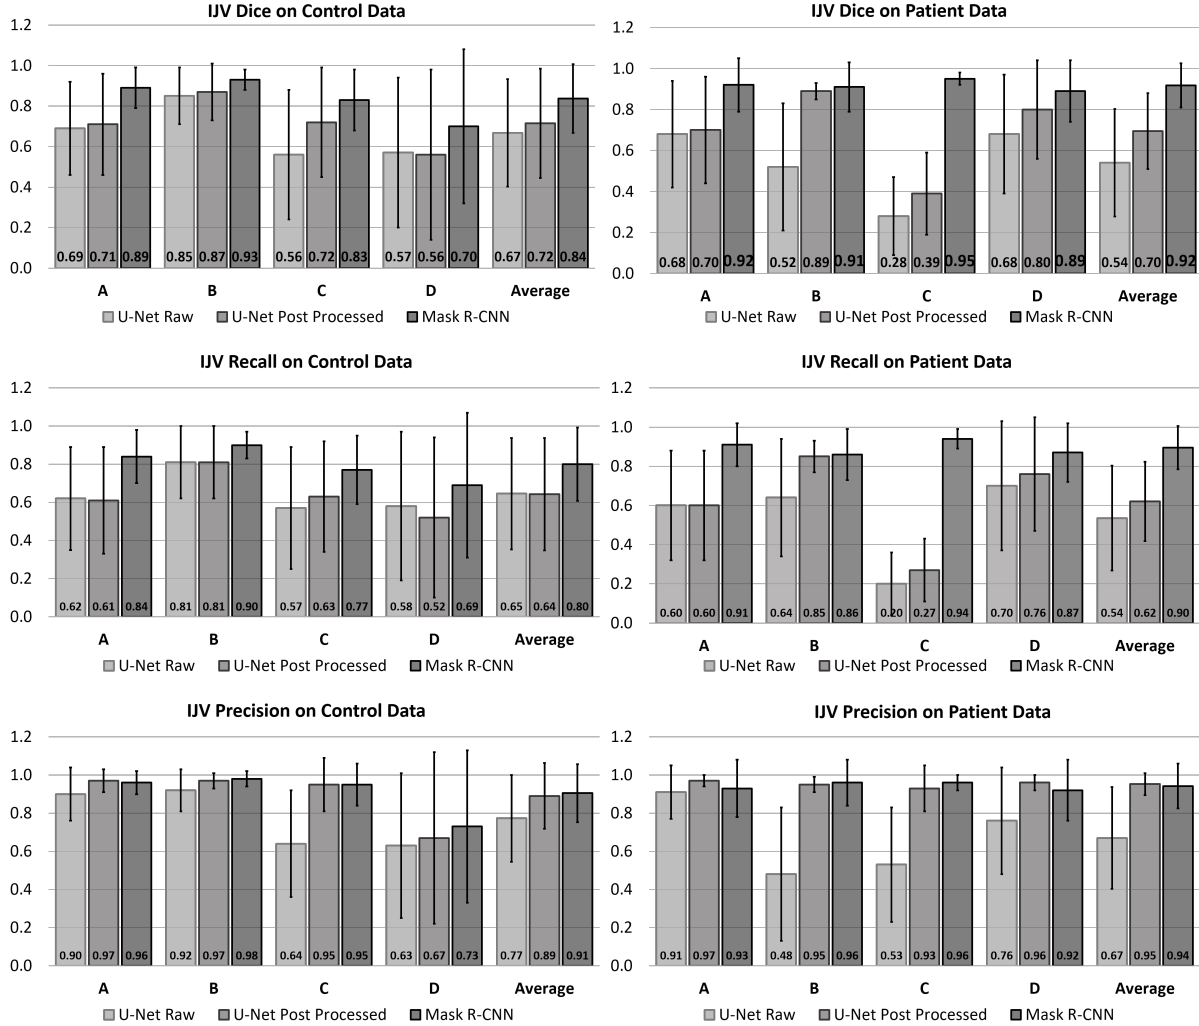 IJV Dice on Control Data
1.2
1.0
0.8
0.6
0.4
0.2
0.0
0.69 0.71 0.89 0.85 0.87 0.93 0.56 0.72 0.83 0.57 0.56 0.70 0.67 0.72 0.84
A B C D Average
U-Net Raw U-Net Post Processed Mask R-CNN
IJV Dice on Patient Data
1.2
1.0
0.8
0.6
0.4
0.2
0.0
0.68 0.70 0.92 0.52 0.89 0.91 0.28 0.39 0.95 0.68 0.80 0.89 0.54 0.70 0.92
A B C D Average
U-Net Raw U-Net Post Processed Mask R-CNN
IJV Recall on Control Data
1.2
1.0
0.8
0.6
0.4
0.2
0.0
0.62 0.61 0.84 0.81 0.81 0.90 0.57 0.63 0.77 0.58 0.52 0.69 0.65 0.64 0.80
A B C D Average
U-Net Raw U-Net Post Processed Mask R-CNN
IJV Recall on Patient Data
1.2
1.0
0.8
0.6
0.4
0.2
0.0
0.60 0.60 0.91 0.64 0.85 0.86 0.20 0.27 0.94 0.70 0.76 0.87 0.54 0.62 0.90
A B C D Average
U-Net Raw U-Net Post Processed Mask R-CNN
IJV Precision on Control Data
1.2
1.0
0.8
0.6
0.4
0.2
0.0
0.90 0.97 0.96 0.92 0.97 0.98 0.64 0.95 0.95 0.63 0.67 0.73 0.77 0.89 0.91
A B C D Average
U-Net Raw U-Net Post Processed Mask R-CNN
IJV Precision on Patient Data
1.2
1.0
0.8
0.6
0.4
0.2
0.0
0.91 0.97 0.93 0.48 0.95 0.96 0.53 0.93 0.96 0.76 0.96 0.92 0.67 0.95 0.94
A B C D Average
U-Net Raw U-Net Post Processed Mask R-CNN